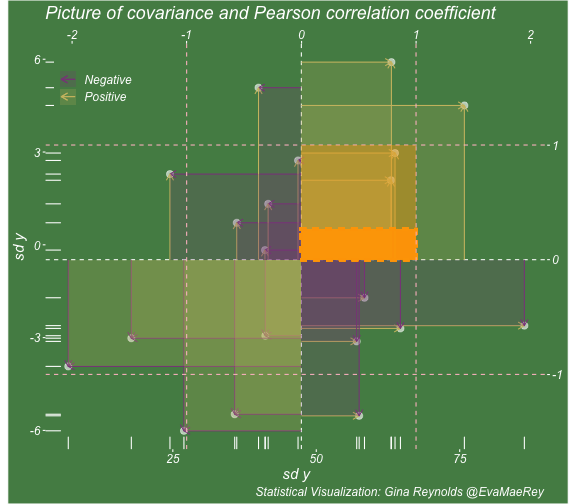 Picture of covariance and Pearson correlation coefficient
-2 -1 0 1 2
6
Negative
Positive
1
3
sd y
0
0
-3
-1
-6
25 50 75
sd y
Statistical Visualization: Gina Reynolds @EvaMaeRey